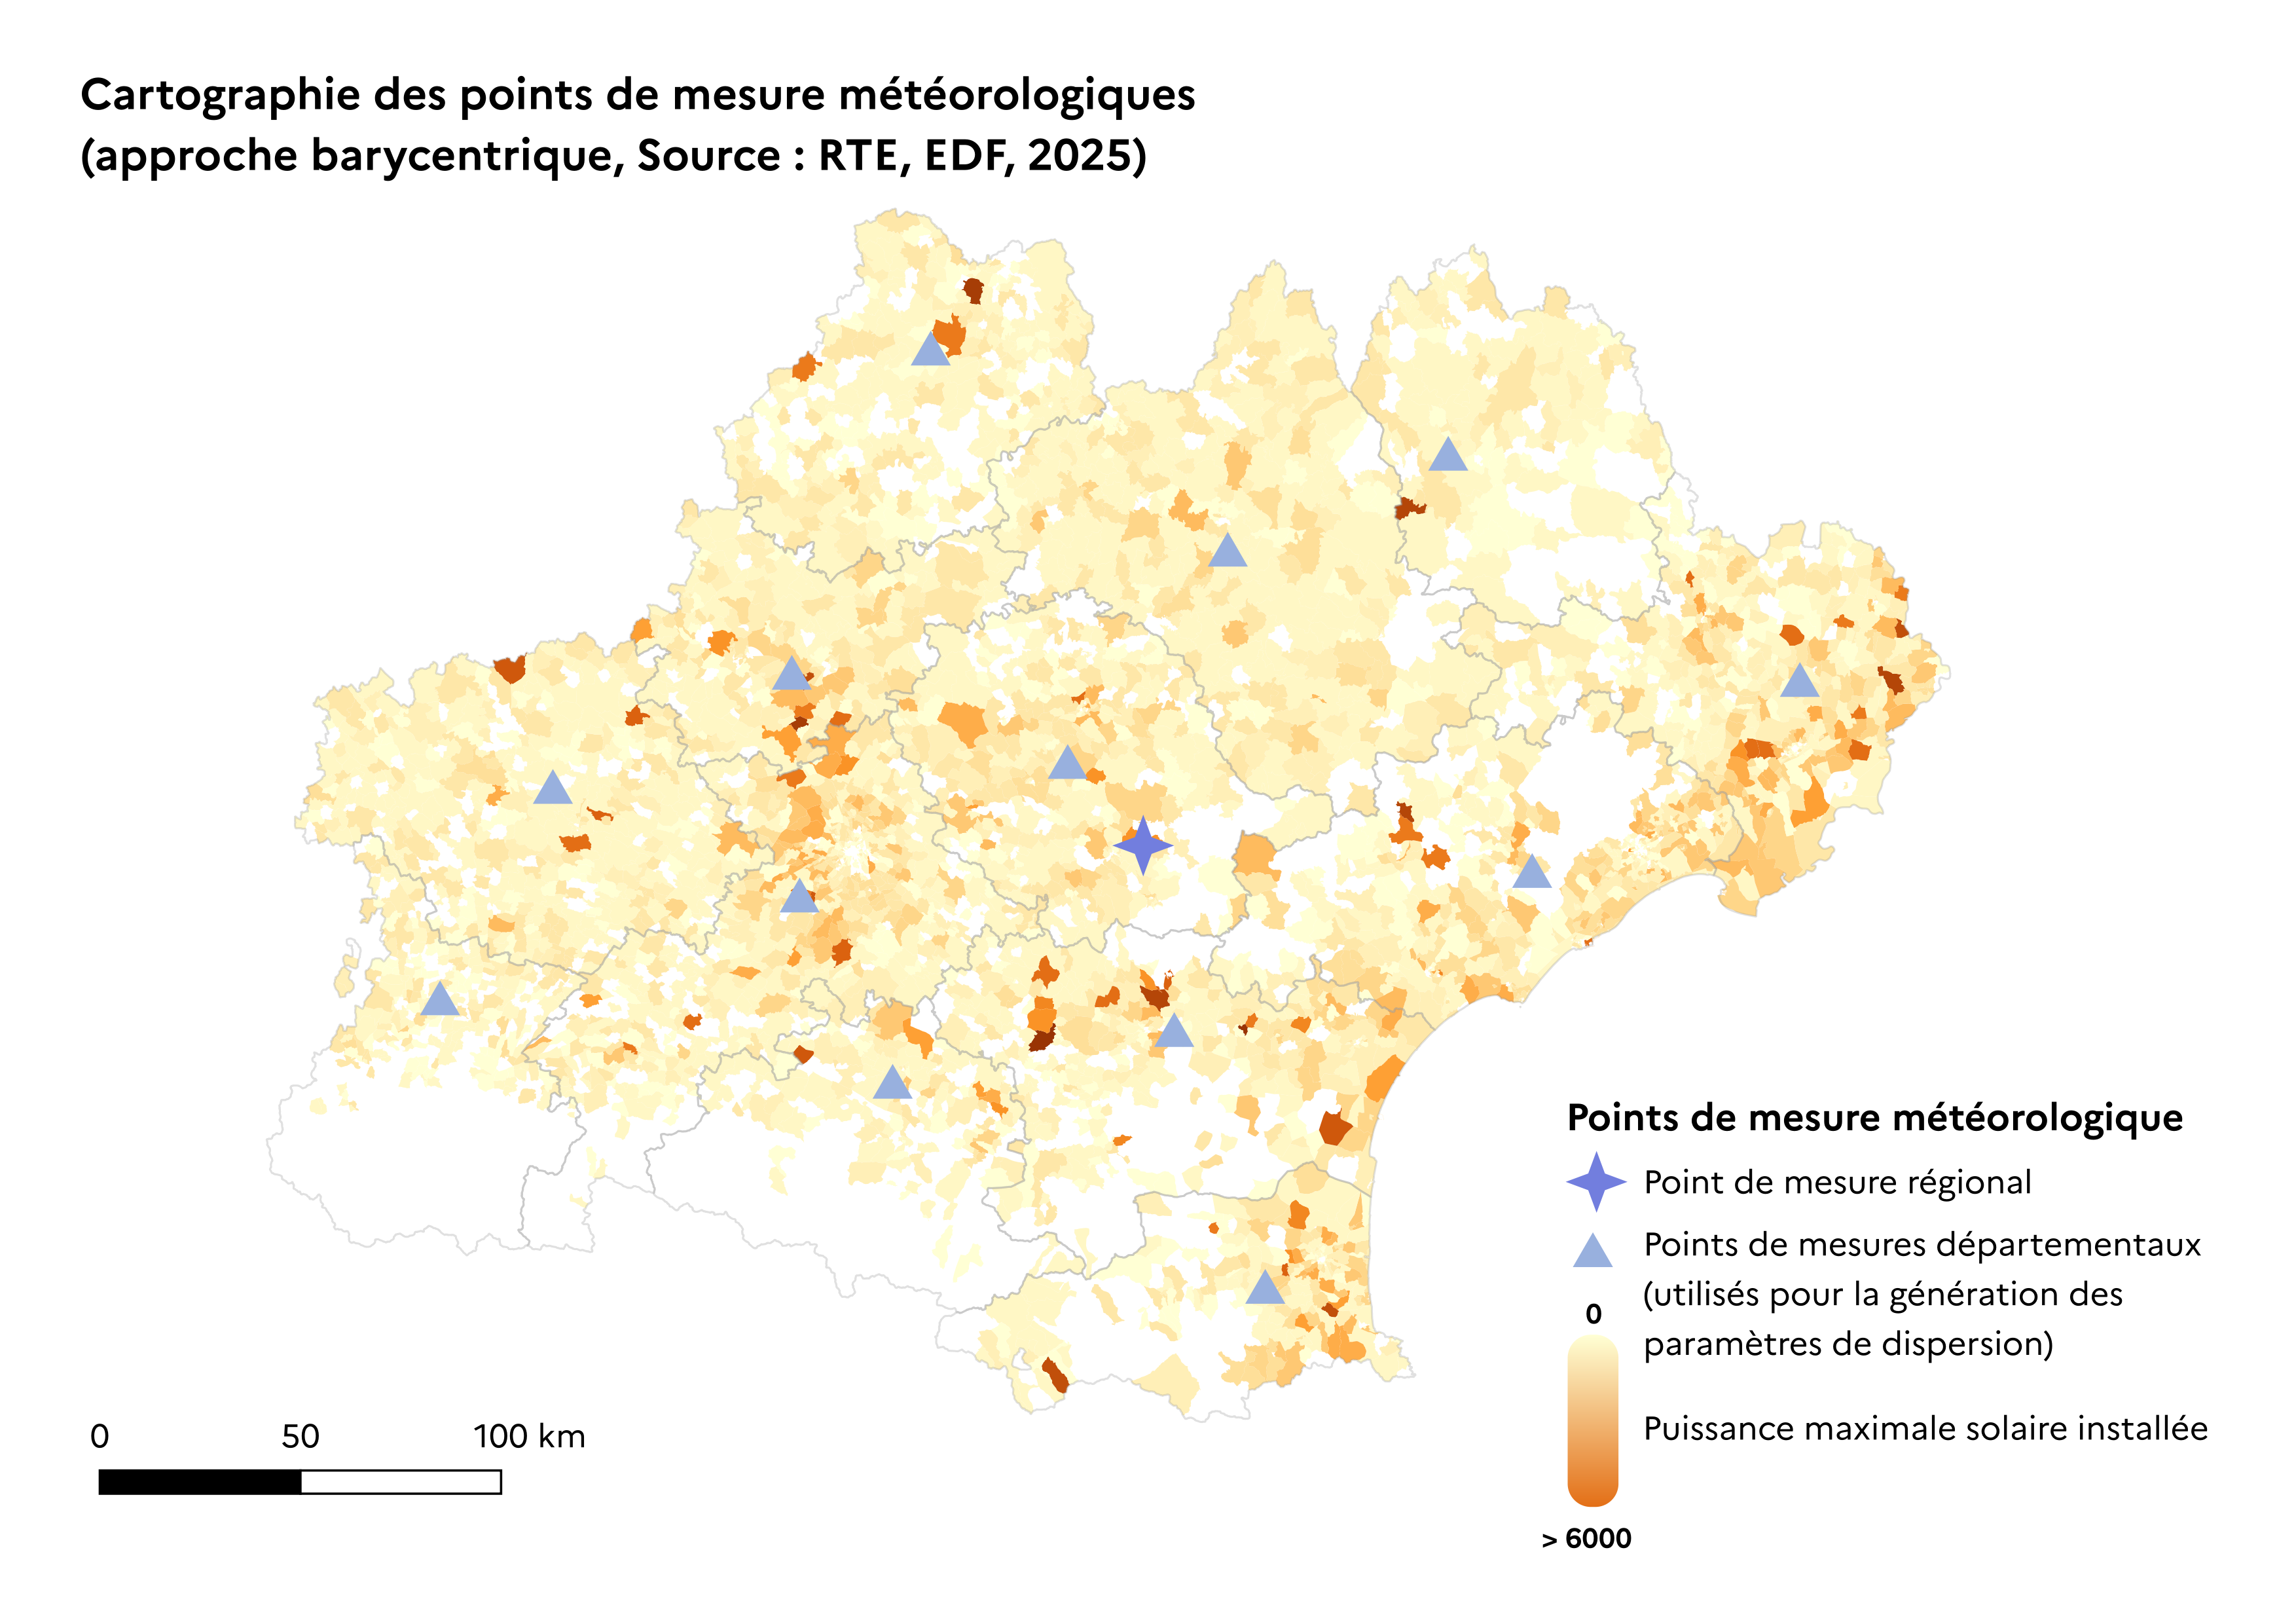 Cartographie des points de mesure météorologiques
(approche barycentrique, Source : RTE, EDF, 2025)
Points de mesure météorologique
Point de mesure régional
Points de mesures départementaux
(utilisés pour la génération des
paramètres de dispersion)
0
Puissance maximale solaire installée
> 6000
0 50 100 km